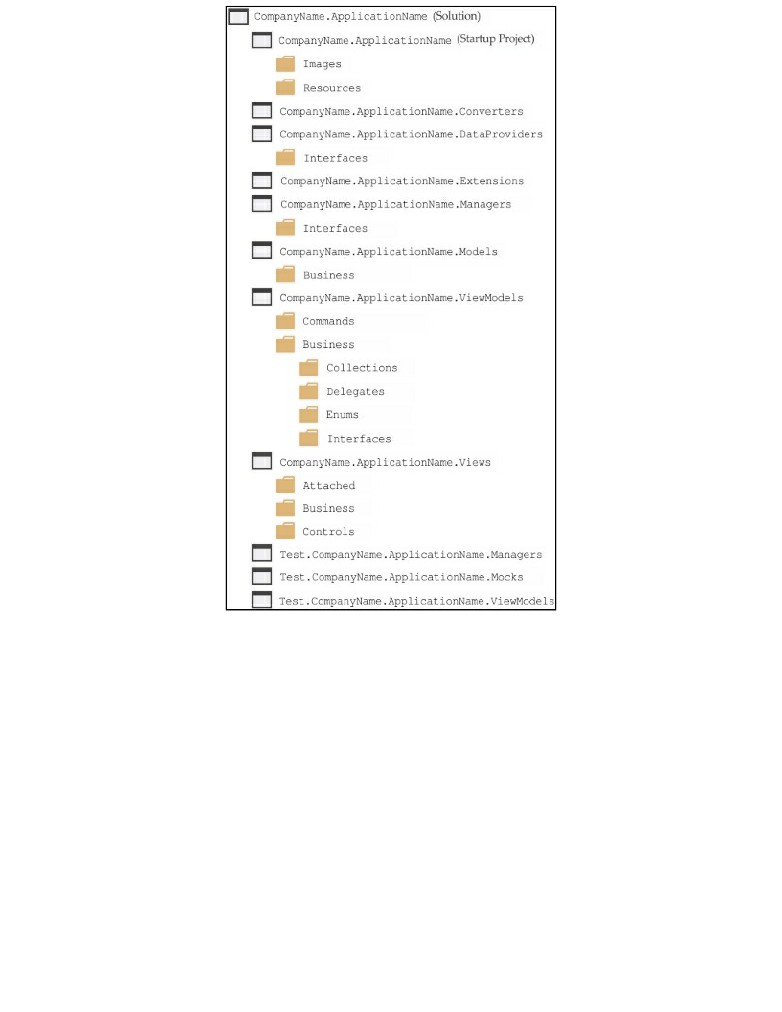 CompanyName.ApplicationName (Solution)
CompanyName.ApplicationName (Startup Project)
Images
Resources
CompanyName.ApplicationName.Converters
CompanyName.ApplicationName.DataProviders
Interfaces
CompanyName.ApplicationName.Extensions
CompanyName.ApplicationName.Managers
Interfaces
CompanyName.ApplicationName.Models
Business
CompanyName.ApplicationName.ViewModels
Commands
Business
Collections
Delegates
Enums
Interfaces
CompanyName.ApplicationName.Views
Attached
Business
Controls
Test.CompanyName.ApplicationName.Managers
Test.CompanyName.ApplicationName.Mocks
Test.CompanyName.ApplicationName.ViewModels